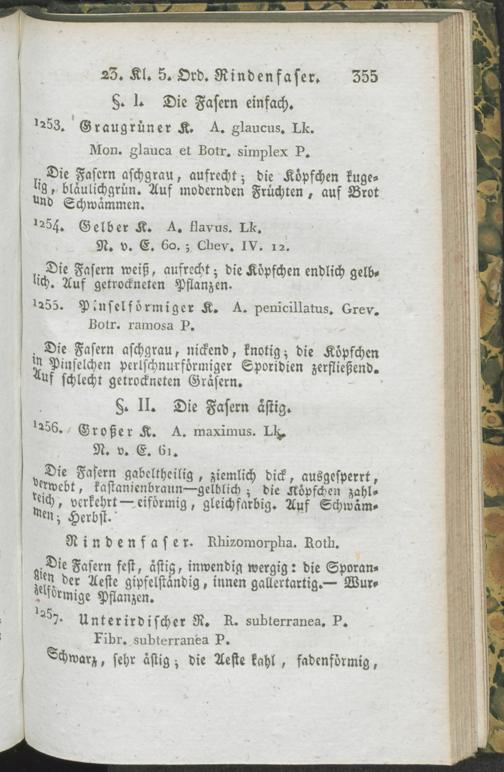 23. Kl. 5. Ord. Rindenfaser. 355
§. I. Die Fasern einfach.
1253. Graugrüner K. A. glaucus. Lk.
Mon. glauca et Botr. simplex P.
Die Fasern aschgrau, aufrecht; die Köpfchen kuge-
lig, bläulichgrün. Auf modernden Früchten, auf Brot
und Schwämmen.
1254. Gelber K. A. flavus. Lk.
N. v. E. 60.; Chev. IV. 12.
Die Fasern weiß, aufrecht; die Köpfchen endlich gelb-
lich. Auf getrockneten Pflanzen.
1255. Pinselförmiger K. A. penicillatus. Grev.
Botr. ramosa P.
Die Fasern aschgrau, nickend, knotig; die Köpfchen
in Pinselchen perlschnurförmiger Sporidien zerfließend.
Auf schlecht getrockneten Gräsern.
§. II. Die Fasern ästig.
1256. Großer K. A. maximus. Lk.
N. v. E. 61.
Die Fasern gabeltheilig, ziemlich dick, ausgesperrt,
verwebt, kastanienbraun—gelblich; die Köpfchen zahl-
reich, verkehrt—eiförmig, gleichfarbig. Auf Schwäm-
men; Herbst.
Rindenfaser. Rhizomorpha. Roth.
Die Fasern fest, ästig, inwendig wergig: die Sporan-
gien der Aeste gipfelständig, innen gallertartig.— Wur-
zelförmige Pflanzen.
1257. Unterirdischer R. R. subterranea. P.
Fibr. subterranea P.
Schwarz, sehr ästig; die Aeste kahl, fadenförmig,